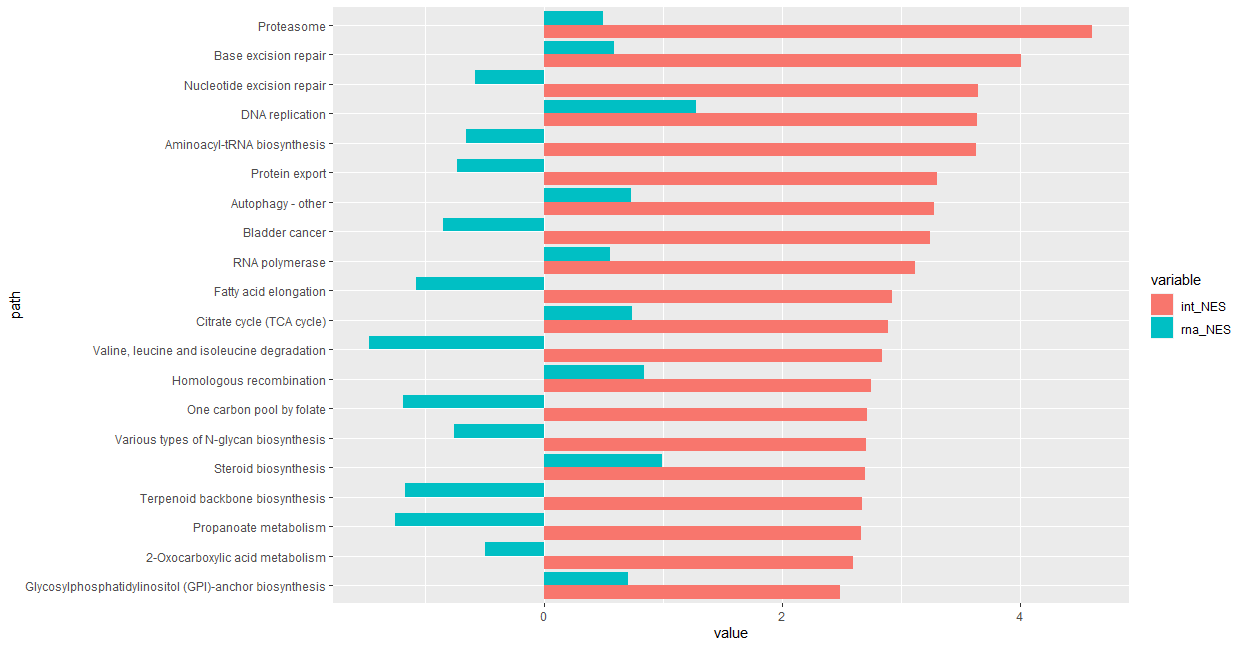 Proteasome
Base excision repair
Nucleotide excision repair
DNA replication
Aminoacyl-tRNA biosynthesis
Protein export
Autophagy - other
Bladder cancer
RNA polymerase
Fatty acid elongation
Citrate cycle (TCA cycle)
Valine, leucine and isoleucine degradation
Homologous recombination
One carbon pool by folate
Various types of N-glycan biosynthesis
Steroid biosynthesis
Terpenoid backbone biosynthesis
Propanoate metabolism
2-Oxocarboxylic acid metabolism
Glycosylphosphatidylinositol (GPI)-anchor biosynthesis
path
0 2 4
value
variable
int_NES
rna_NES